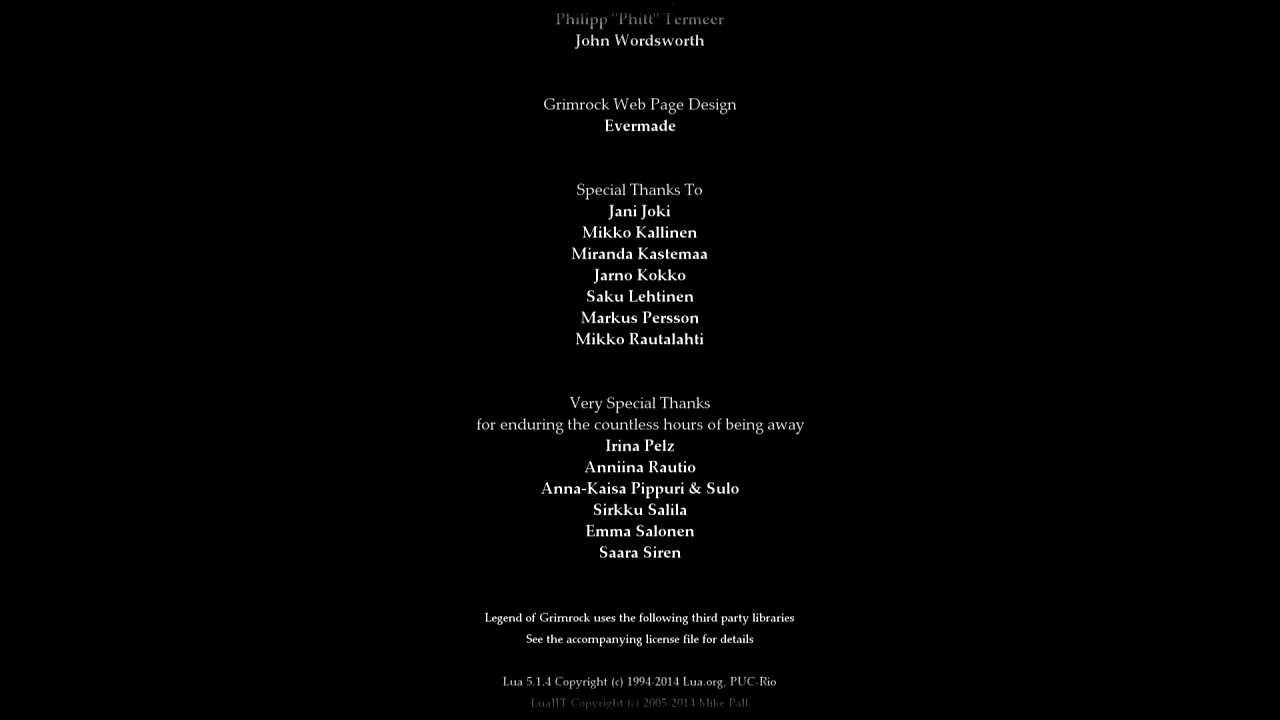 Philipp "Phitt" Termeer
John Wordsworth
Grimrock Web Page Design
Evermade
Special Thanks To
Jani Joki
Mikko Kallinen
Miranda Kastemaa
Jarno Kokko
Saku Lehtinen
Markus Persson
Mikko Rautalahti
Very Special Thanks
for enduring the countless hours of being away
Irina Pelz
Anniina Rautio
Anna-Kaisa Pippuri & Sulo
Sirkku Salila
Emma Salonen
Saara Siren
Legend of Grimrock uses the following third party libraries
See the accompanying license file for details
Lua 5.1.4 Copyright (c) 1994-2014 Lua.org, PUC-Rio
LuaJIT Copyright (c) 2005-2014 Mike Pall